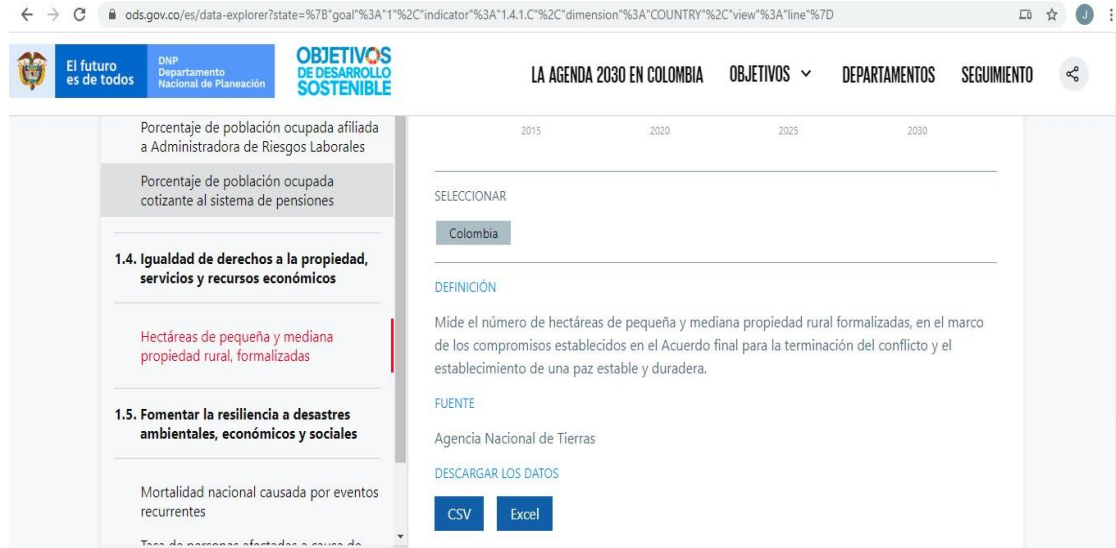 ods.gov.co/es/data-explorer?state=%7B"goal"%3A"1"%2C"indicator"%3A"1.4.1.C"%2C"dimension"%3A"COUNTRY"%2C"view"%3A"line"%7D
J
El futuro
es de todos
DNP
Departamento
Nacional de Planeación
OBJETIVOS
DE DESARROLLO
SOSTENIBLE
LA AGENDA 2030 EN COLOMBIA
OBJETIVOS
DEPARTAMENTOS
SEGUIMIENTO
Porcentaje de población ocupada afiliada
a Administradora de Riesgos Laborales
Porcentaje de población ocupada
cotizante al sistema de pensiones
1.4. Igualdad de derechos a la propiedad,
servicios y recursos económicos
Hectáreas de pequeña y mediana
propiedad rural, formalizadas
1.5. Fomentar la resiliencia a desastres
ambientales, económicos y sociales
Mortalidad nacional causada por eventos
recurrentes
Tasa de personas afectadas a causa de
2015 2020 2025 2030
SELECCIONAR
Colombia
DEFINICIÓN
Mide el número de hectáreas de pequeña y mediana propiedad rural formalizadas, en el marco
de los compromisos establecidos en el Acuerdo final para la terminación del conflicto y el
establecimiento de una paz estable y duradera.
FUENTE
Agencia Nacional de Tierras
DESCARGAR LOS DATOS
CSV
Excel